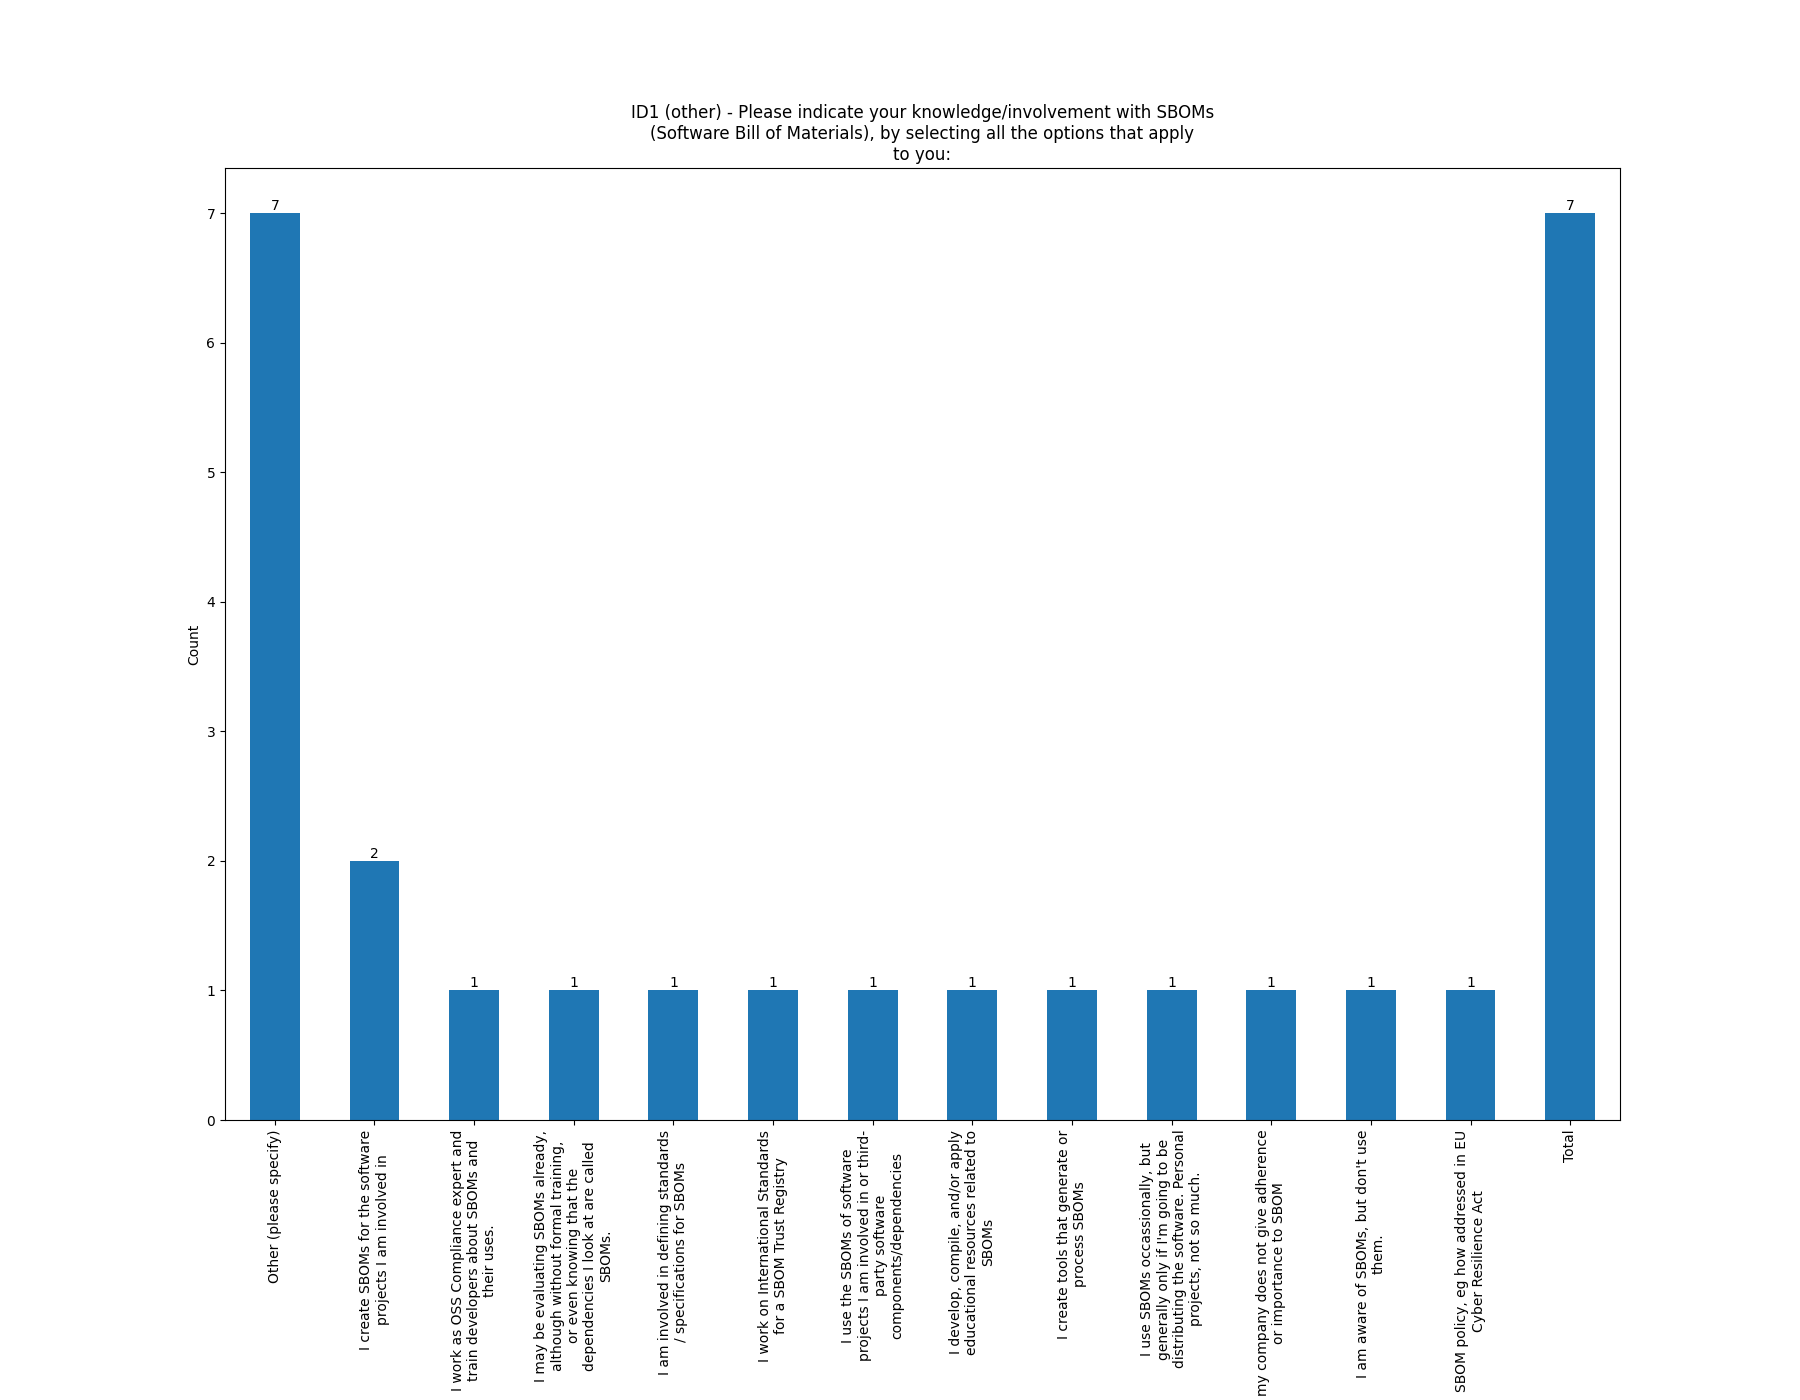 ID1 (other) - Please indicate your knowledge/involvement with SBOMs
(Software Bill of Materials), by selecting all the options that apply
to you:
Count
7
6
5
4
3
2
1
0
7
2
1
1
1
1
1
1
1
1
1
1
1
7
Other (please specify)
I create SBOMs for the software
projects I am involved in
I work as OSS Compliance expert and
train developers about SBOMs and
their uses.
I may be evaluating SBOMs already,
although without formal training,
or even knowing that the
dependencies I look at are called
SBOMs.
I am involved in defining standards
/ specifications for SBOMs
I work on International Standards
for a SBOM Trust Registry
I use the SBOMs of software
projects I am involved in or third-
party software
components/dependencies
I develop, compile, and/or apply
educational resources related to
SBOMs
I create tools that generate or
process SBOMs
I use SBOMs occassionally, but
generally only if I'm going to be
distributing the software. Personal
projects, not so much.
my company does not give adherence
or importance to SBOM
I am aware of SBOMs, but don't use
them.
SBOM policy, eg how addressed in EU
Cyber Resilience Act
Total